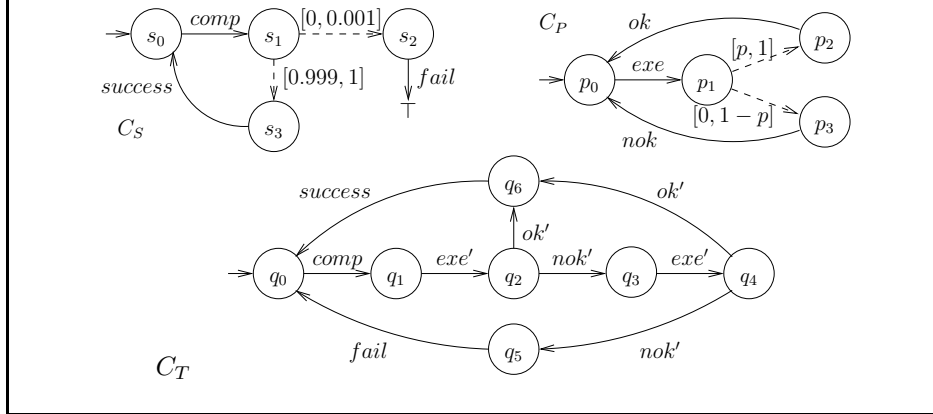 comp
[0, 0.001]
s0
s1
s2
success
[0.999, 1]
fail
C_S
s3
C_P
ok
p2
[p, 1]
exe
p0
p1
[0, 1 − p]
p3
nok
q6
success
ok′
ok′
comp
exe′
nok′
exe′
q0
q1
q2
q3
q4
fail
q5
nok′
C_T